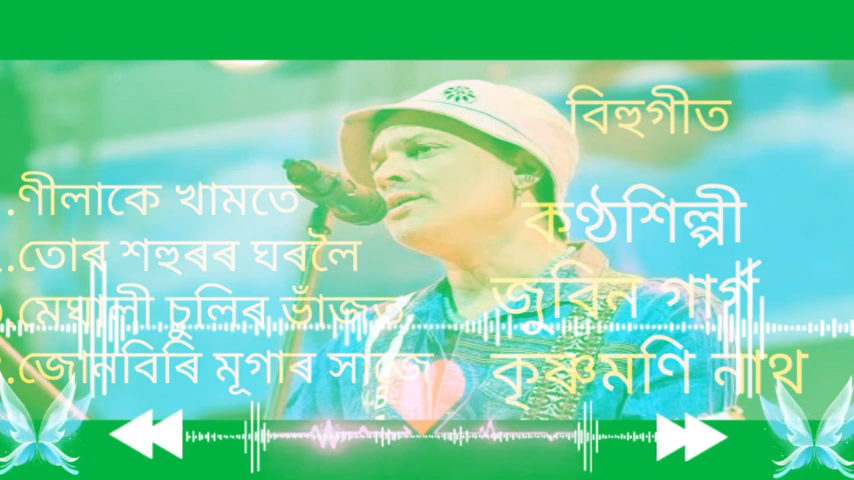 বিহুগীত
.ণীলাকে খামতে
.তোৰ শহুৰৰ ঘৰলৈ
.মেঘালী চুলিৰ ভাঁজত
.জোনবিৰি মূগাৰ সাজে
কণ্ঠশিল্পী
জুবিন গাৰ্গ
কৃষ্ণমণি নাথ